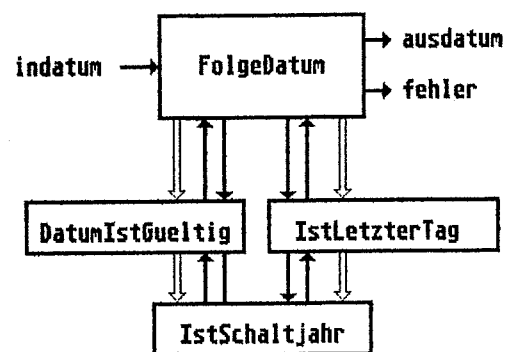 ausdatum
indatum
FolgeDatum
fehler
DatumIstGueltig
IstLetzterTag
IstSchaltjahr